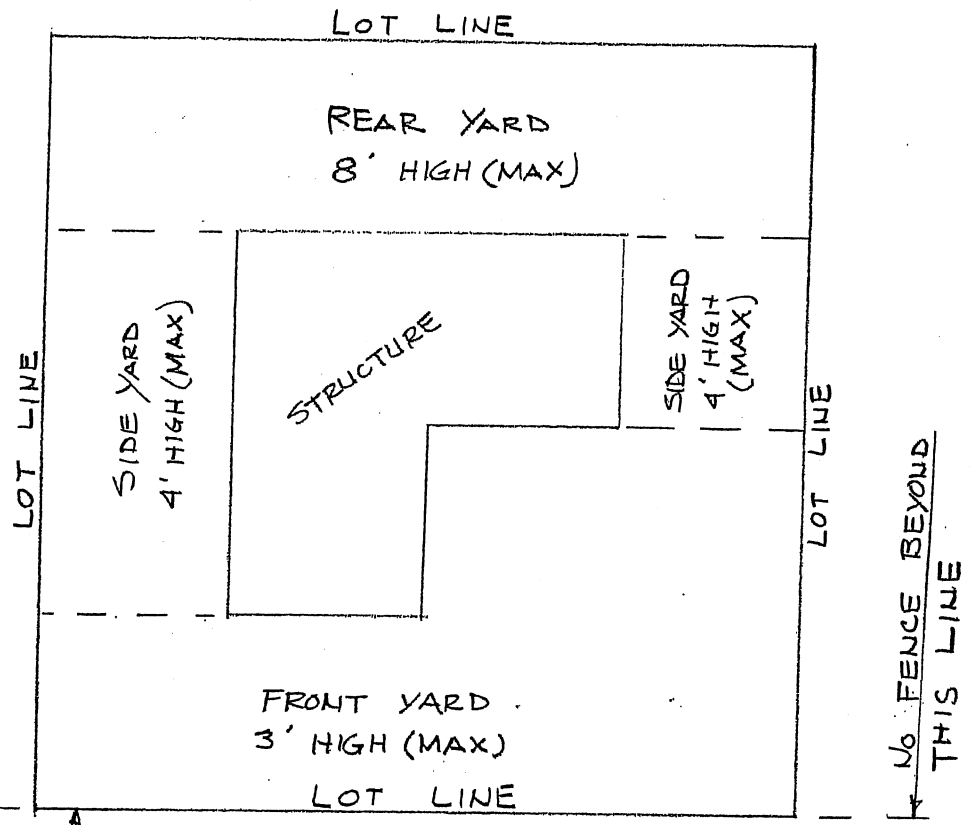 LOT LINE
REAR YARD
8' HIGH (MAX)
LOT LINE
SIDE YARD
4' HIGH (MAX)
STRUCTURE
SIDE YARD
4' HIGH
(MAX)
LOT LINE
NO FENCE BEYOND
THIS LINE
FRONT YARD
3' HIGH (MAX)
LOT LINE